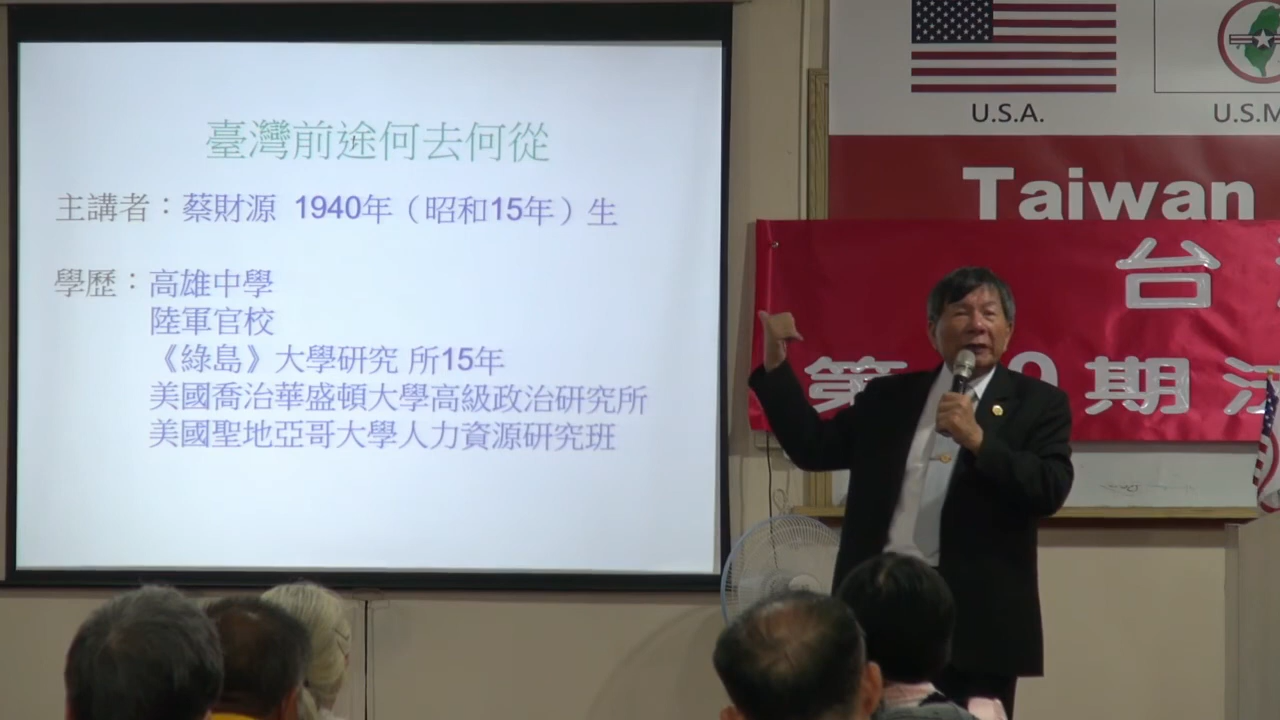 臺灣前途何去何從
主講者：蔡財源 1940年（昭和15年）生
學歷：高雄中學
陸軍官校
《綠島》大學研究 所15年
美國喬治華盛頓大學高級政治研究所
美國聖地亞哥大學人力資源研究班
U.S.A.
U.S.M
Taiwan
台
第 9期